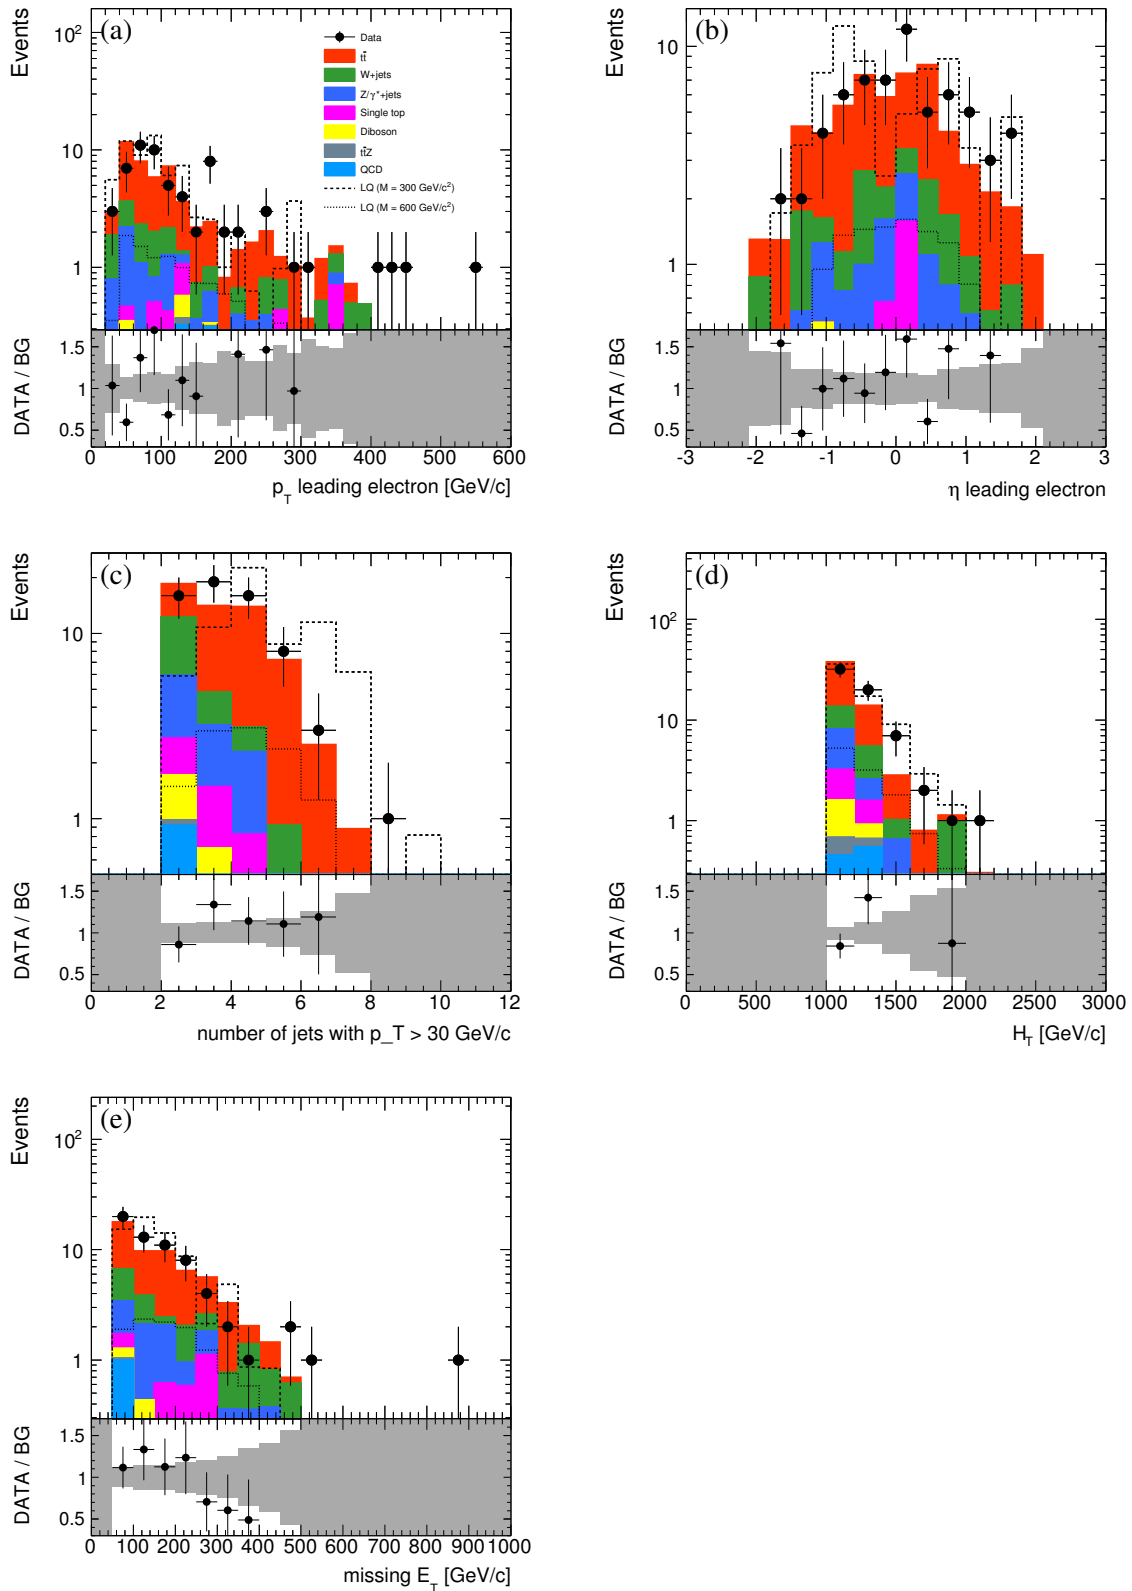 (a)
Events
10²
10
1
Data
tt̄
W+jets
Z/γ*+jets
Single top
Diboson
tt̄Z
QCD
LQ (M = 300 GeV/c²)
LQ (M = 600 GeV/c²)
DATA / BG
1.5
1
0.5
0 100 200 300 400 500 600
p_T leading electron [GeV/c]
(b)
Events
10
1
DATA / BG
1.5
1
0.5
-3 -2 -1 0 1 2 3
η leading electron
(c)
Events
10
1
DATA / BG
1.5
1
0.5
0 2 4 6 8 10 12
number of jets with p_T > 30 GeV/c
(d)
Events
10²
10
1
DATA / BG
1.5
1
0.5
0 500 1000 1500 2000 2500 3000
H_T [GeV/c]
(e)
Events
10²
10
1
DATA / BG
1.5
1
0.5
0 100 200 300 400 500 600 700 800 900 1000
missing E_T [GeV/c]